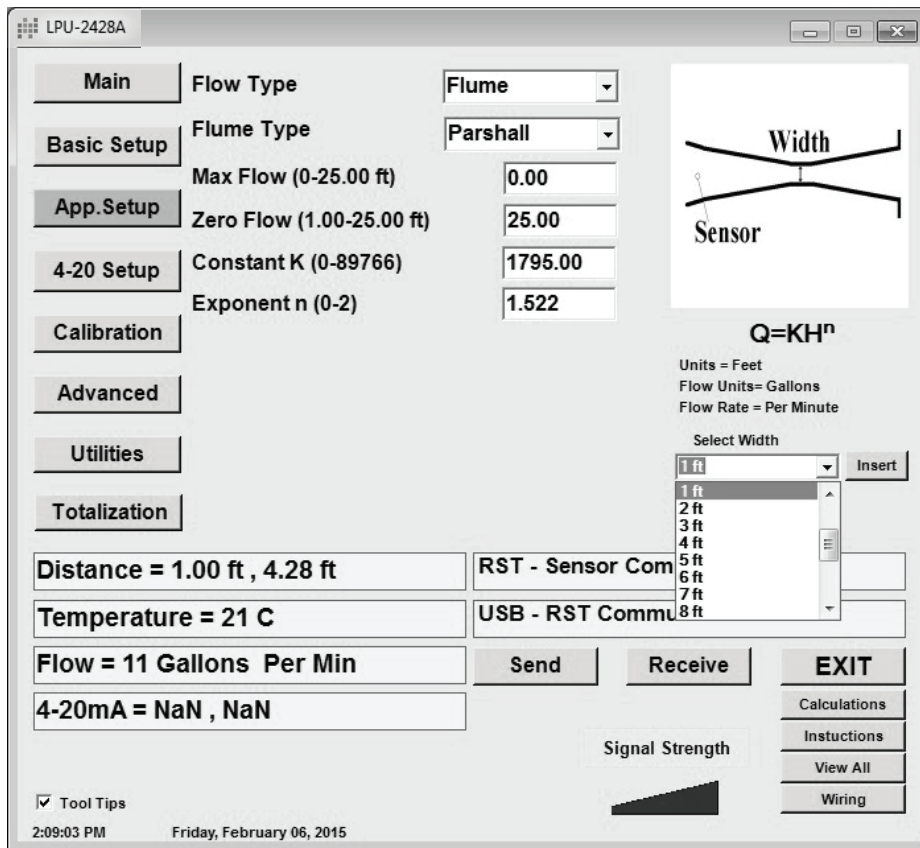 LPU-2428A
Main
Basic Setup
App.Setup
4-20 Setup
Calibration
Advanced
Utilities
Totalization
Flow Type
Flume
Flume Type
Parshall
Max Flow (0-25.00 ft)
0.00
Zero Flow (1.00-25.00 ft)
25.00
Constant K (0-89766)
1795.00
Exponent n (0-2)
1.522
Width
Sensor
Q=KHⁿ
Units = Feet
Flow Units= Gallons
Flow Rate = Per Minute
Select Width
1 ft
Insert
1 ft
2 ft
3 ft
4 ft
5 ft
6 ft
7 ft
8 ft
Distance = 1.00 ft , 4.28 ft
RST - Sensor Com
Temperature = 21 C
USB - RST Commu
Flow = 11 Gallons Per Min
Send
Receive
EXIT
4-20mA = NaN , NaN
Calculations
Instuctions
View All
Wiring
Signal Strength
Tool Tips
2:09:03 PM
Friday, February 06, 2015